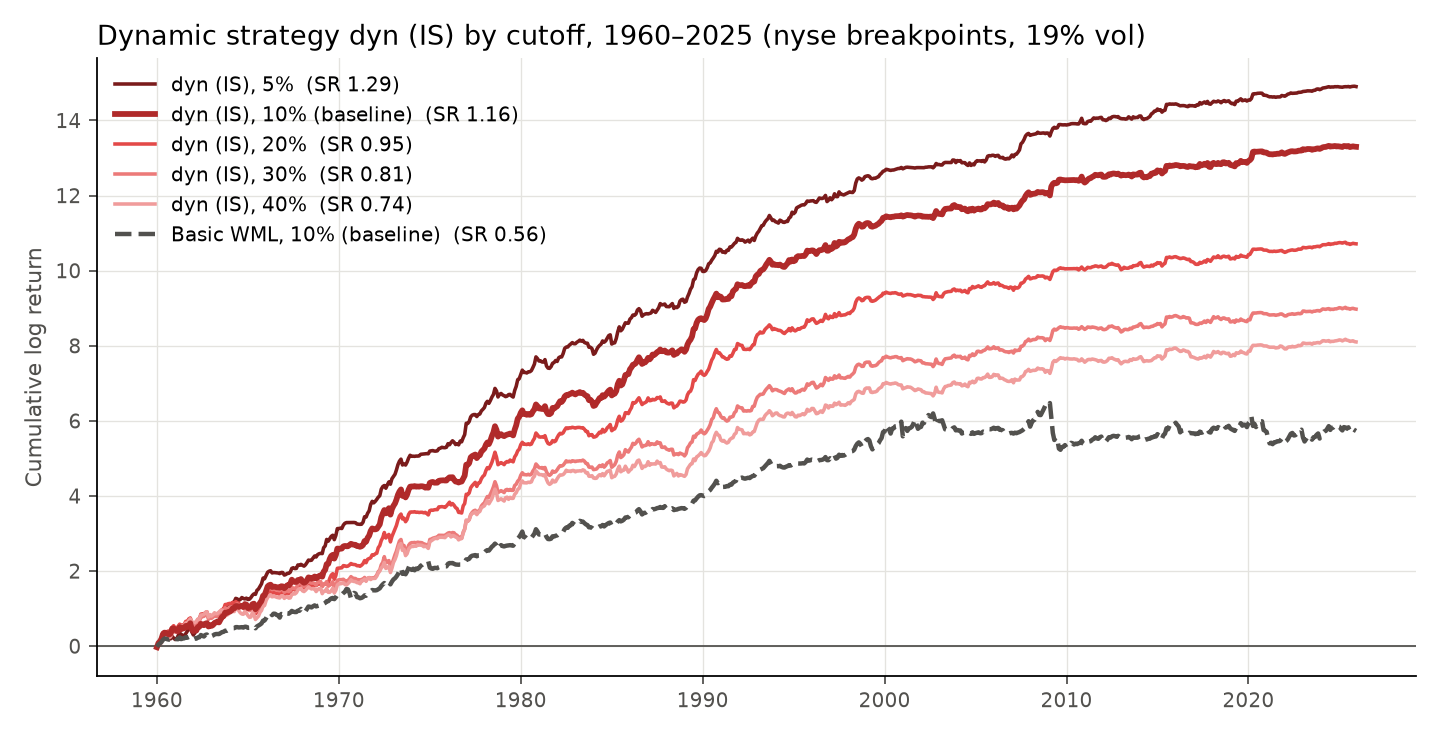 Dynamic strategy dyn (IS) by cutoff, 1960–2025 (nyse breakpoints, 19% vol)
dyn (IS), 5%  (SR 1.29)
dyn (IS), 10% (baseline)  (SR 1.16)
dyn (IS), 20%  (SR 0.95)
dyn (IS), 30%  (SR 0.81)
dyn (IS), 40%  (SR 0.74)
Basic WML, 10% (baseline)  (SR 0.56)
Cumulative log return
14
12
10
8
6
4
2
0
1960 1970 1980 1990 2000 2010 2020